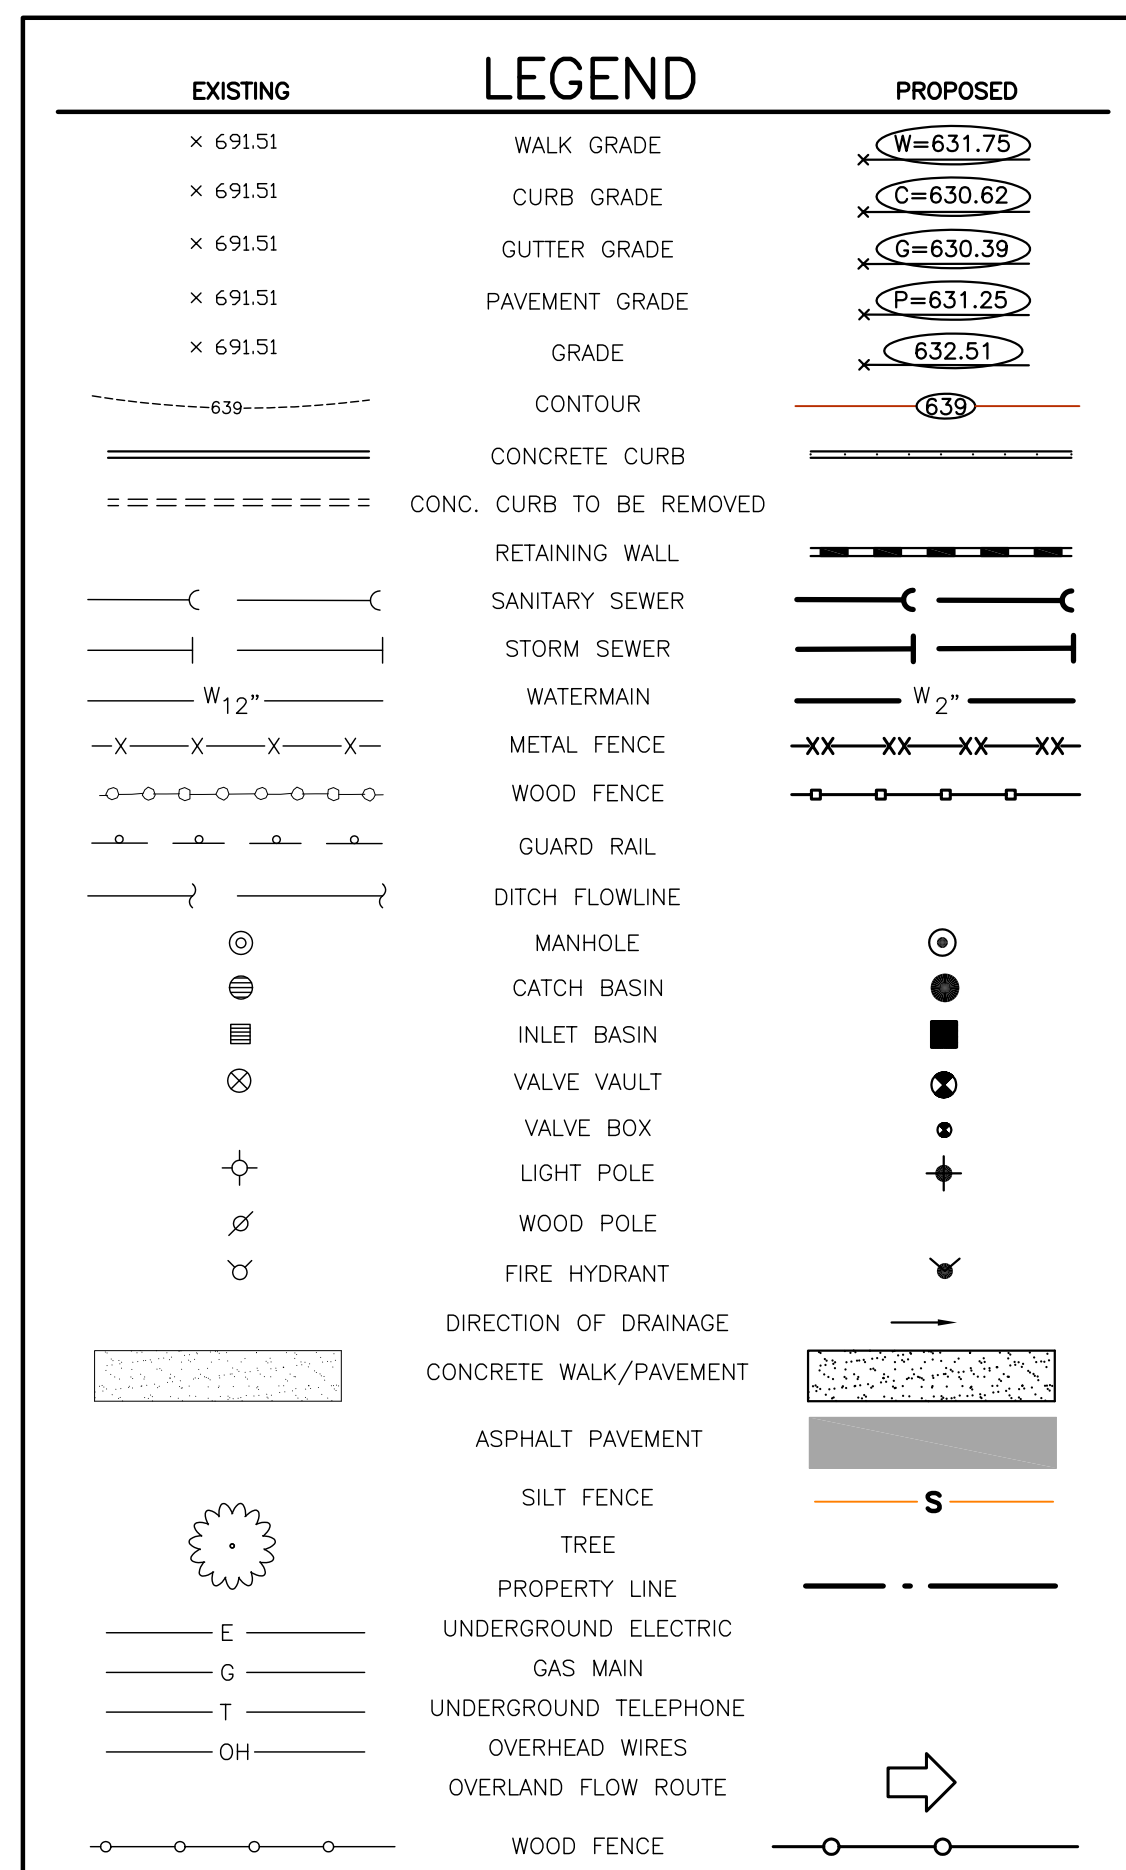 LEGEND
EXISTING PROPOSED
× 691.51 WALK GRADE W=631.75
× 691.51 CURB GRADE C=630.62
× 691.51 GUTTER GRADE G=630.39
× 691.51 PAVEMENT GRADE P=631.25
× 691.51 GRADE 632.51
639 CONTOUR 639
CONCRETE CURB
CONC. CURB TO BE REMOVED
RETAINING WALL
SANITARY SEWER
STORM SEWER
W12" WATERMAIN W 2"
METAL FENCE
WOOD FENCE
GUARD RAIL
DITCH FLOWLINE
MANHOLE
CATCH BASIN
INLET BASIN
VALVE VAULT
VALVE BOX
LIGHT POLE
WOOD POLE
FIRE HYDRANT
DIRECTION OF DRAINAGE
CONCRETE WALK/PAVEMENT
ASPHALT PAVEMENT
SILT FENCE S
TREE
PROPERTY LINE
E UNDERGROUND ELECTRIC
G GAS MAIN
T UNDERGROUND TELEPHONE
OH OVERHEAD WIRES
OVERLAND FLOW ROUTE
WOOD FENCE